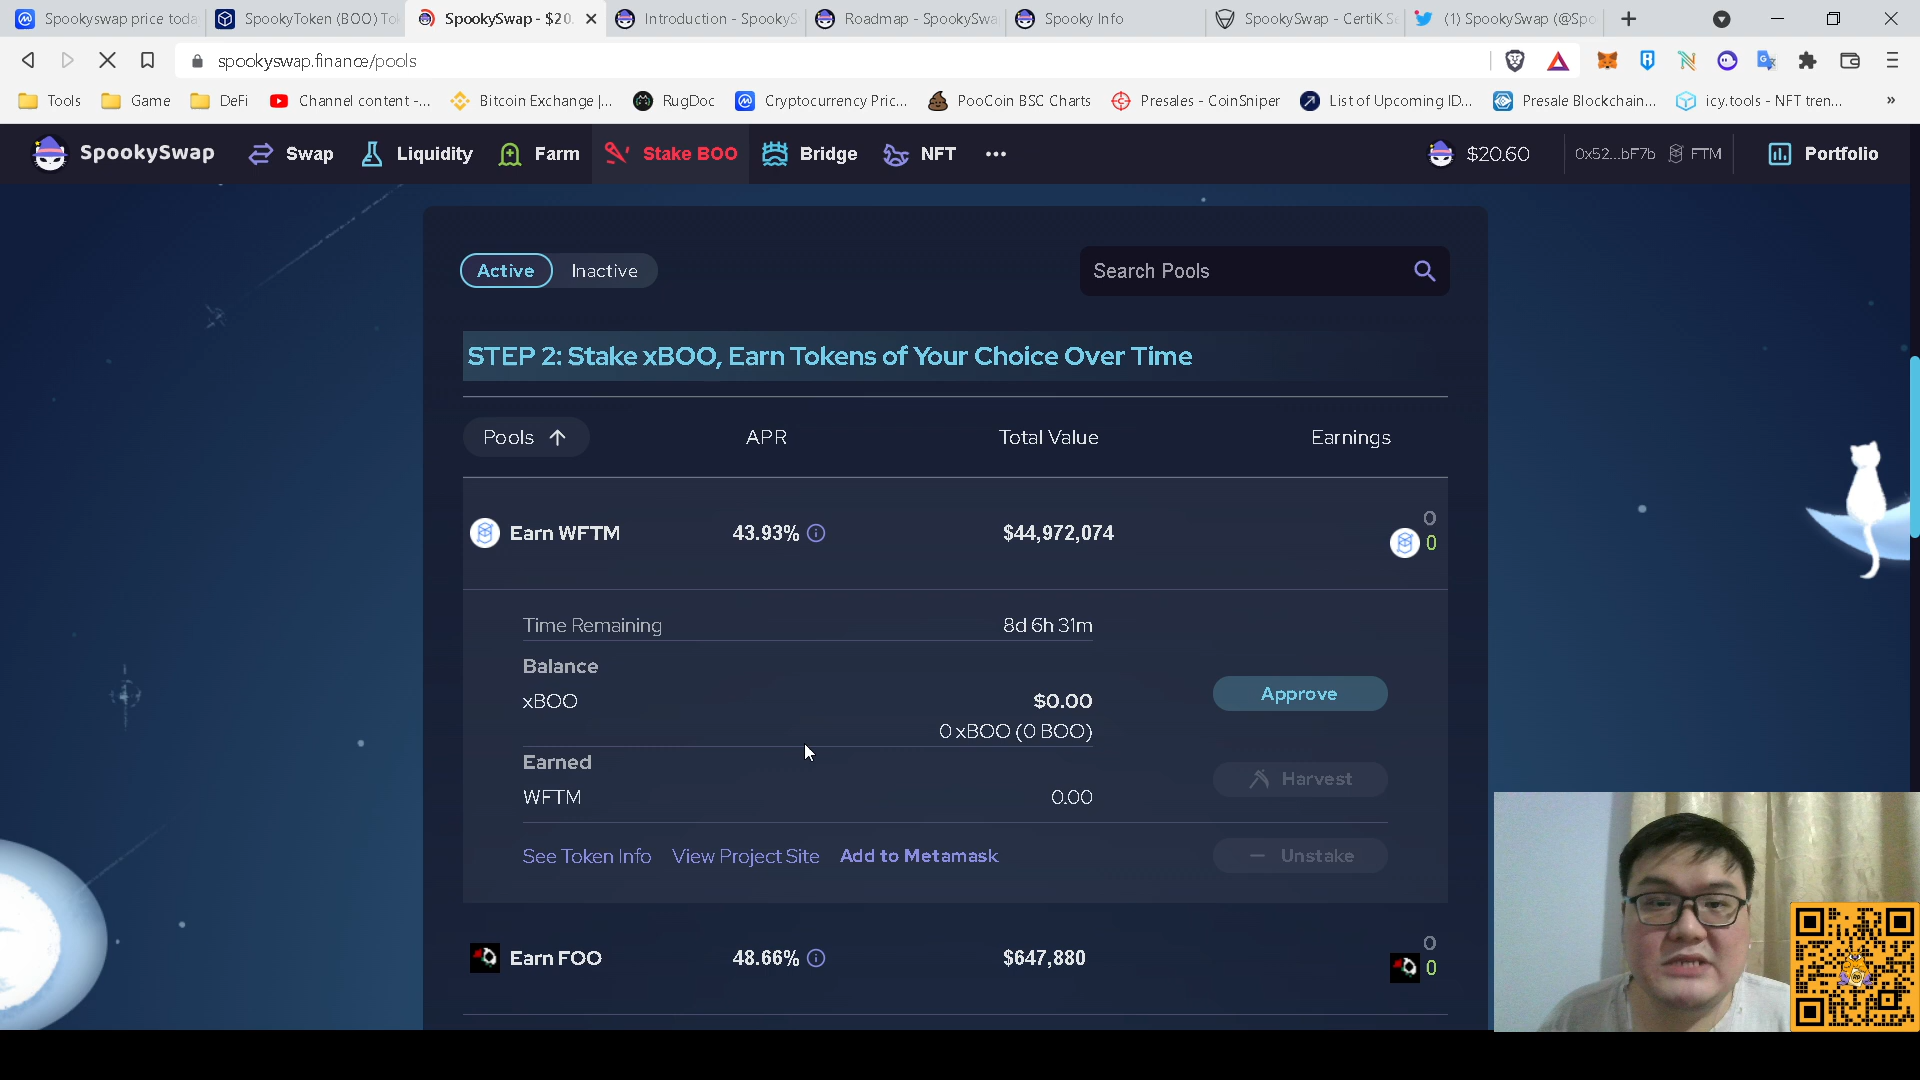 Spookyswap price toda
SpookyToken (BOO) To
SpookySwap - $20.
Introduction - SpookyS
Roadmap - SpookySwa
Spooky Info
SpookySwap - CertiK S
(1) SpookySwap (@Spo
spookyswap.finance/pools
Tools
Game
DeFi
Channel content -...
Bitcoin Exchange |...
RugDoc
Cryptocurrency Pric...
PooCoin BSC Charts
Presales - CoinSniper
List of Upcoming ID...
Presale Blockchain...
icy.tools - NFT tren...
»
SpookySwap
Swap
Liquidity
Farm
Stake BOO
Bridge
NFT
$20.60
0x52...bF7b
FTM
Portfolio
Active
Inactive
Search Pools
STEP 2: Stake xBOO, Earn Tokens of Your Choice Over Time
Pools
APR
Total Value
Earnings
Earn WFTM
43.93%
$44,972,074
0
0
Time Remaining
8d 6h 31m
Balance
xBOO
$0.00
0 xBOO (0 BOO)
Approve
Earned
WFTM
0.00
Harvest
See Token Info
View Project Site
Add to Metamask
Unstake
Earn FOO
48.66%
$647,880
0
0